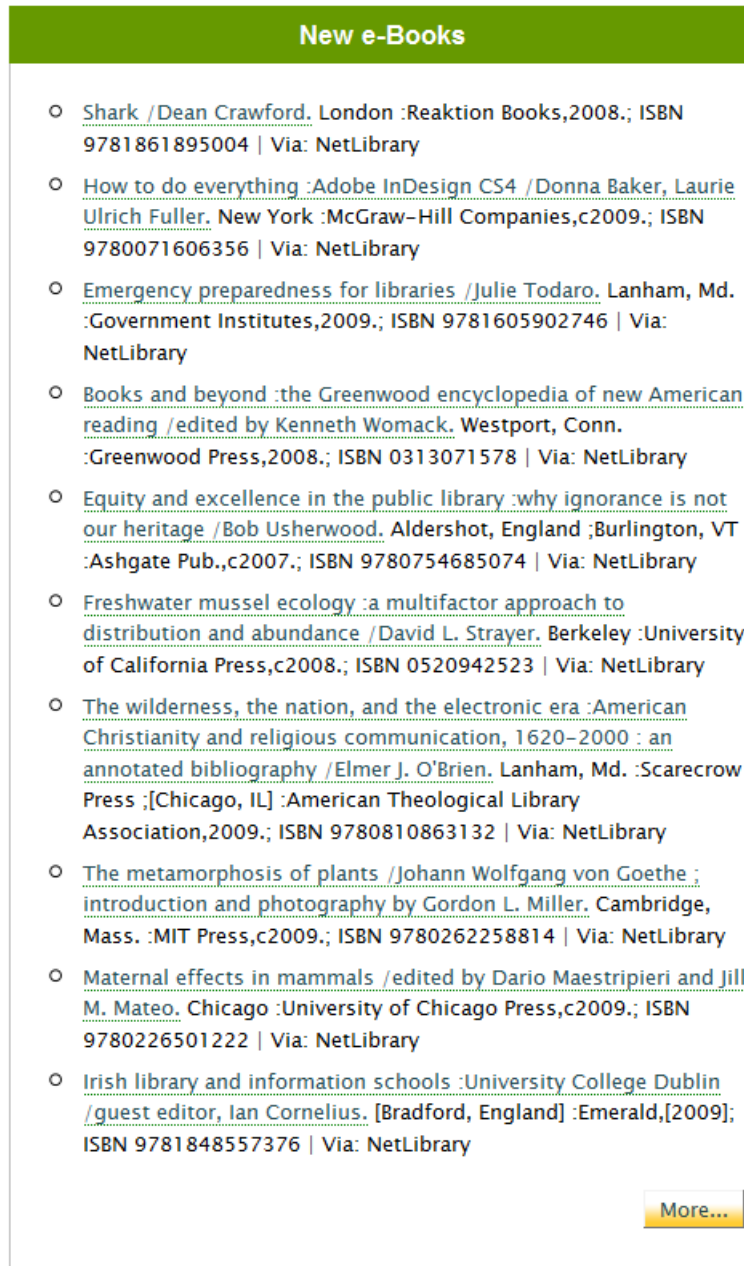 New e-Books
Shark /Dean Crawford. London :Reaktion Books,2008.; ISBN
9781861895004 | Via: NetLibrary
How to do everything :Adobe InDesign CS4 /Donna Baker, Laurie
Ulrich Fuller. New York :McGraw-Hill Companies,c2009.; ISBN
9780071606356 | Via: NetLibrary
Emergency preparedness for libraries /Julie Todaro. Lanham, Md.
:Government Institutes,2009.; ISBN 9781605902746 | Via:
NetLibrary
Books and beyond :the Greenwood encyclopedia of new American
reading /edited by Kenneth Womack. Westport, Conn.
:Greenwood Press,2008.; ISBN 0313071578 | Via: NetLibrary
Equity and excellence in the public library :why ignorance is not
our heritage /Bob Usherwood. Aldershot, England ;Burlington, VT
:Ashgate Pub.,c2007.; ISBN 9780754685074 | Via: NetLibrary
Freshwater mussel ecology :a multifactor approach to
distribution and abundance /David L. Strayer. Berkeley :University
of California Press,c2008.; ISBN 0520942523 | Via: NetLibrary
The wilderness, the nation, and the electronic era :American
Christianity and religious communication, 1620-2000 : an
annotated bibliography /Elmer J. O'Brien. Lanham, Md. :Scarecrow
Press ;[Chicago, IL] :American Theological Library
Association,2009.; ISBN 9780810863132 | Via: NetLibrary
The metamorphosis of plants /Johann Wolfgang von Goethe ;
introduction and photography by Gordon L. Miller. Cambridge,
Mass. :MIT Press,c2009.; ISBN 9780262258814 | Via: NetLibrary
Maternal effects in mammals /edited by Dario Maestripieri and Jill
M. Mateo. Chicago :University of Chicago Press,c2009.; ISBN
9780226501222 | Via: NetLibrary
Irish library and information schools :University College Dublin
/guest editor, Ian Cornelius. [Bradford, England] :Emerald,[2009];
ISBN 9781848557376 | Via: NetLibrary
More...